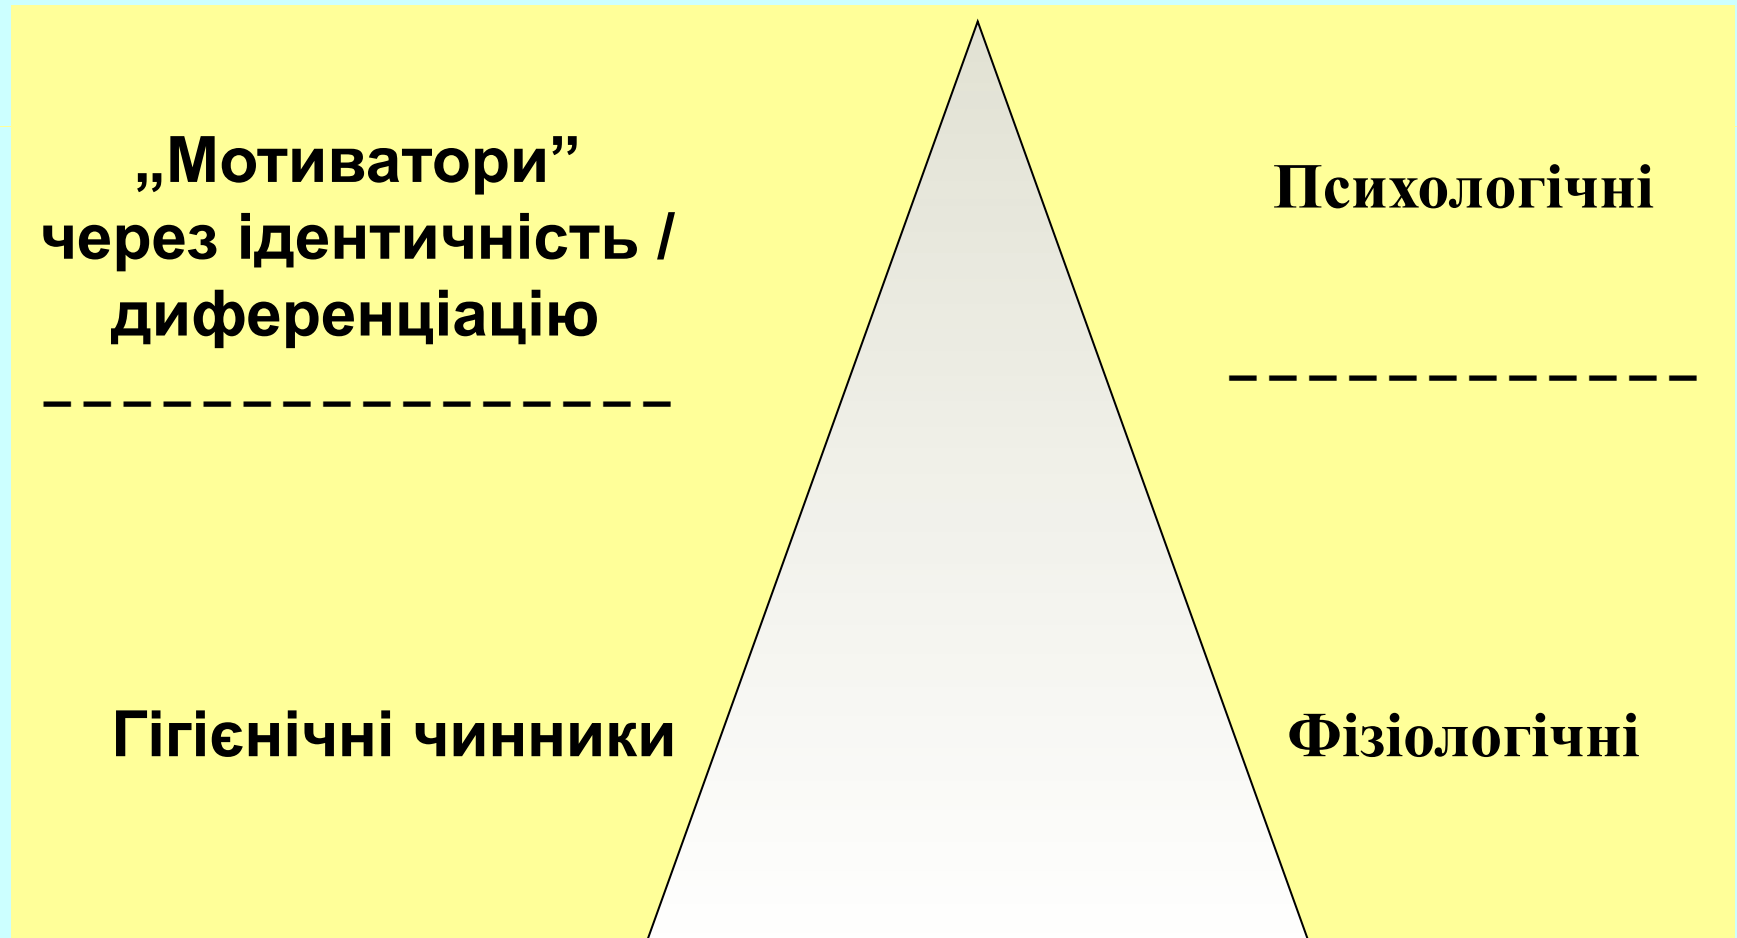 „Мотиватори”
через ідентичність /
диференціацію
Гігієнічні чинники
Психологічні
Фізіологічні